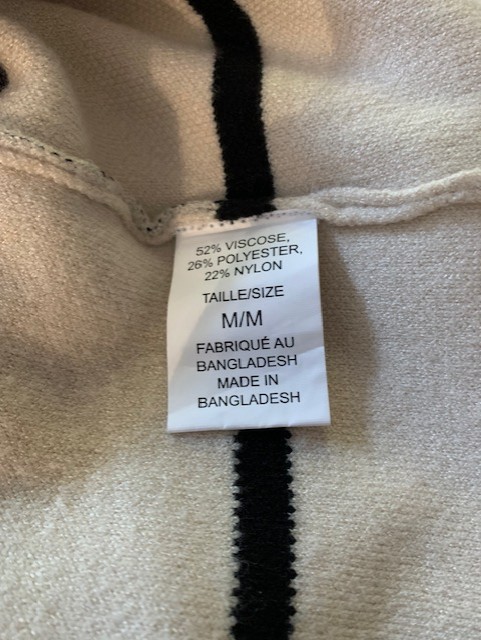 52% VISCOSE,
26% POLYESTER,
22% NYLON
TAILLE/SIZE
M/M
FABRIQUÉ AU
BANGLADESH
MADE IN
BANGLADESH